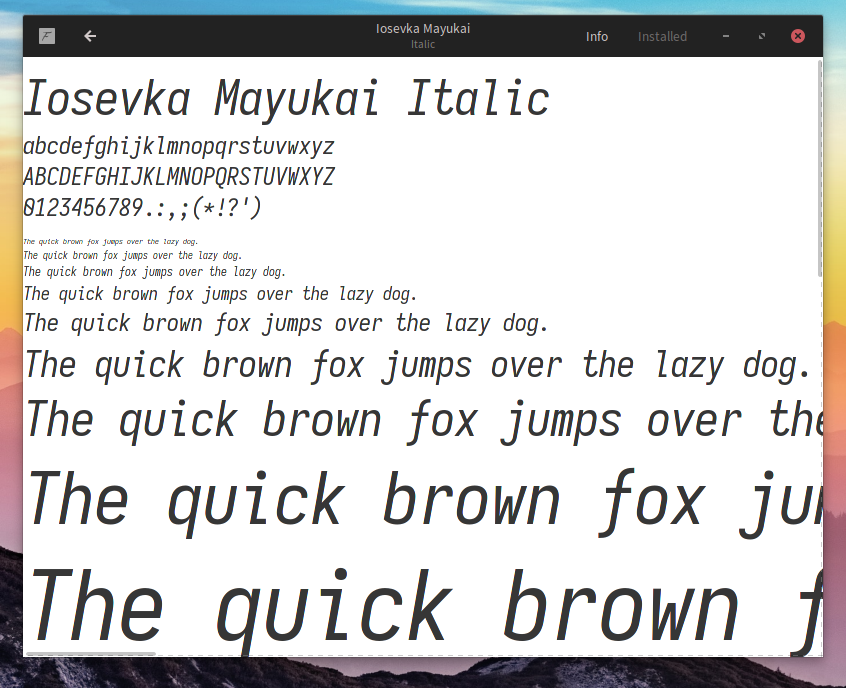 Iosevka Mayukai
Italic
Info
Installed
Iosevka Mayukai Italic
abcdefghijklmnopqrstuvwxyz
ABCDEFGHIJKLMNOPQRSTUVWXYZ
0123456789.:,;(*!?')
The quick brown fox jumps over the lazy dog.
The quick brown fox jumps over the lazy dog.
The quick brown fox jumps over the lazy dog.
The quick brown fox jumps over the lazy dog.
The quick brown fox jumps over the lazy dog.
The quick brown fox jumps over the lazy dog.
The quick brown fox jumps over the
The quick brown fox jum
The quick brown f